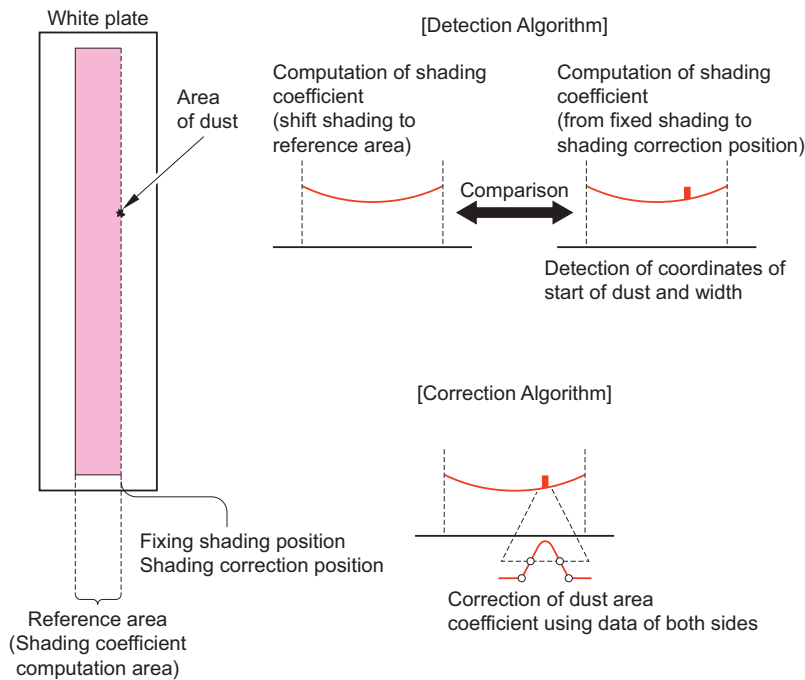 White plate
Area
of dust
[Detection Algorithm]
Computation of shading
coefficient
(shift shading to
reference area)
Computation of shading
coefficient
(from fixed shading to
shading correction position)
Comparison
Detection of coordinates of
start of dust and width
[Correction Algorithm]
Fixing shading position
Shading correction position
Correction of dust area
coefficient using data of both sides
Reference area
(Shading coefficient
computation area)